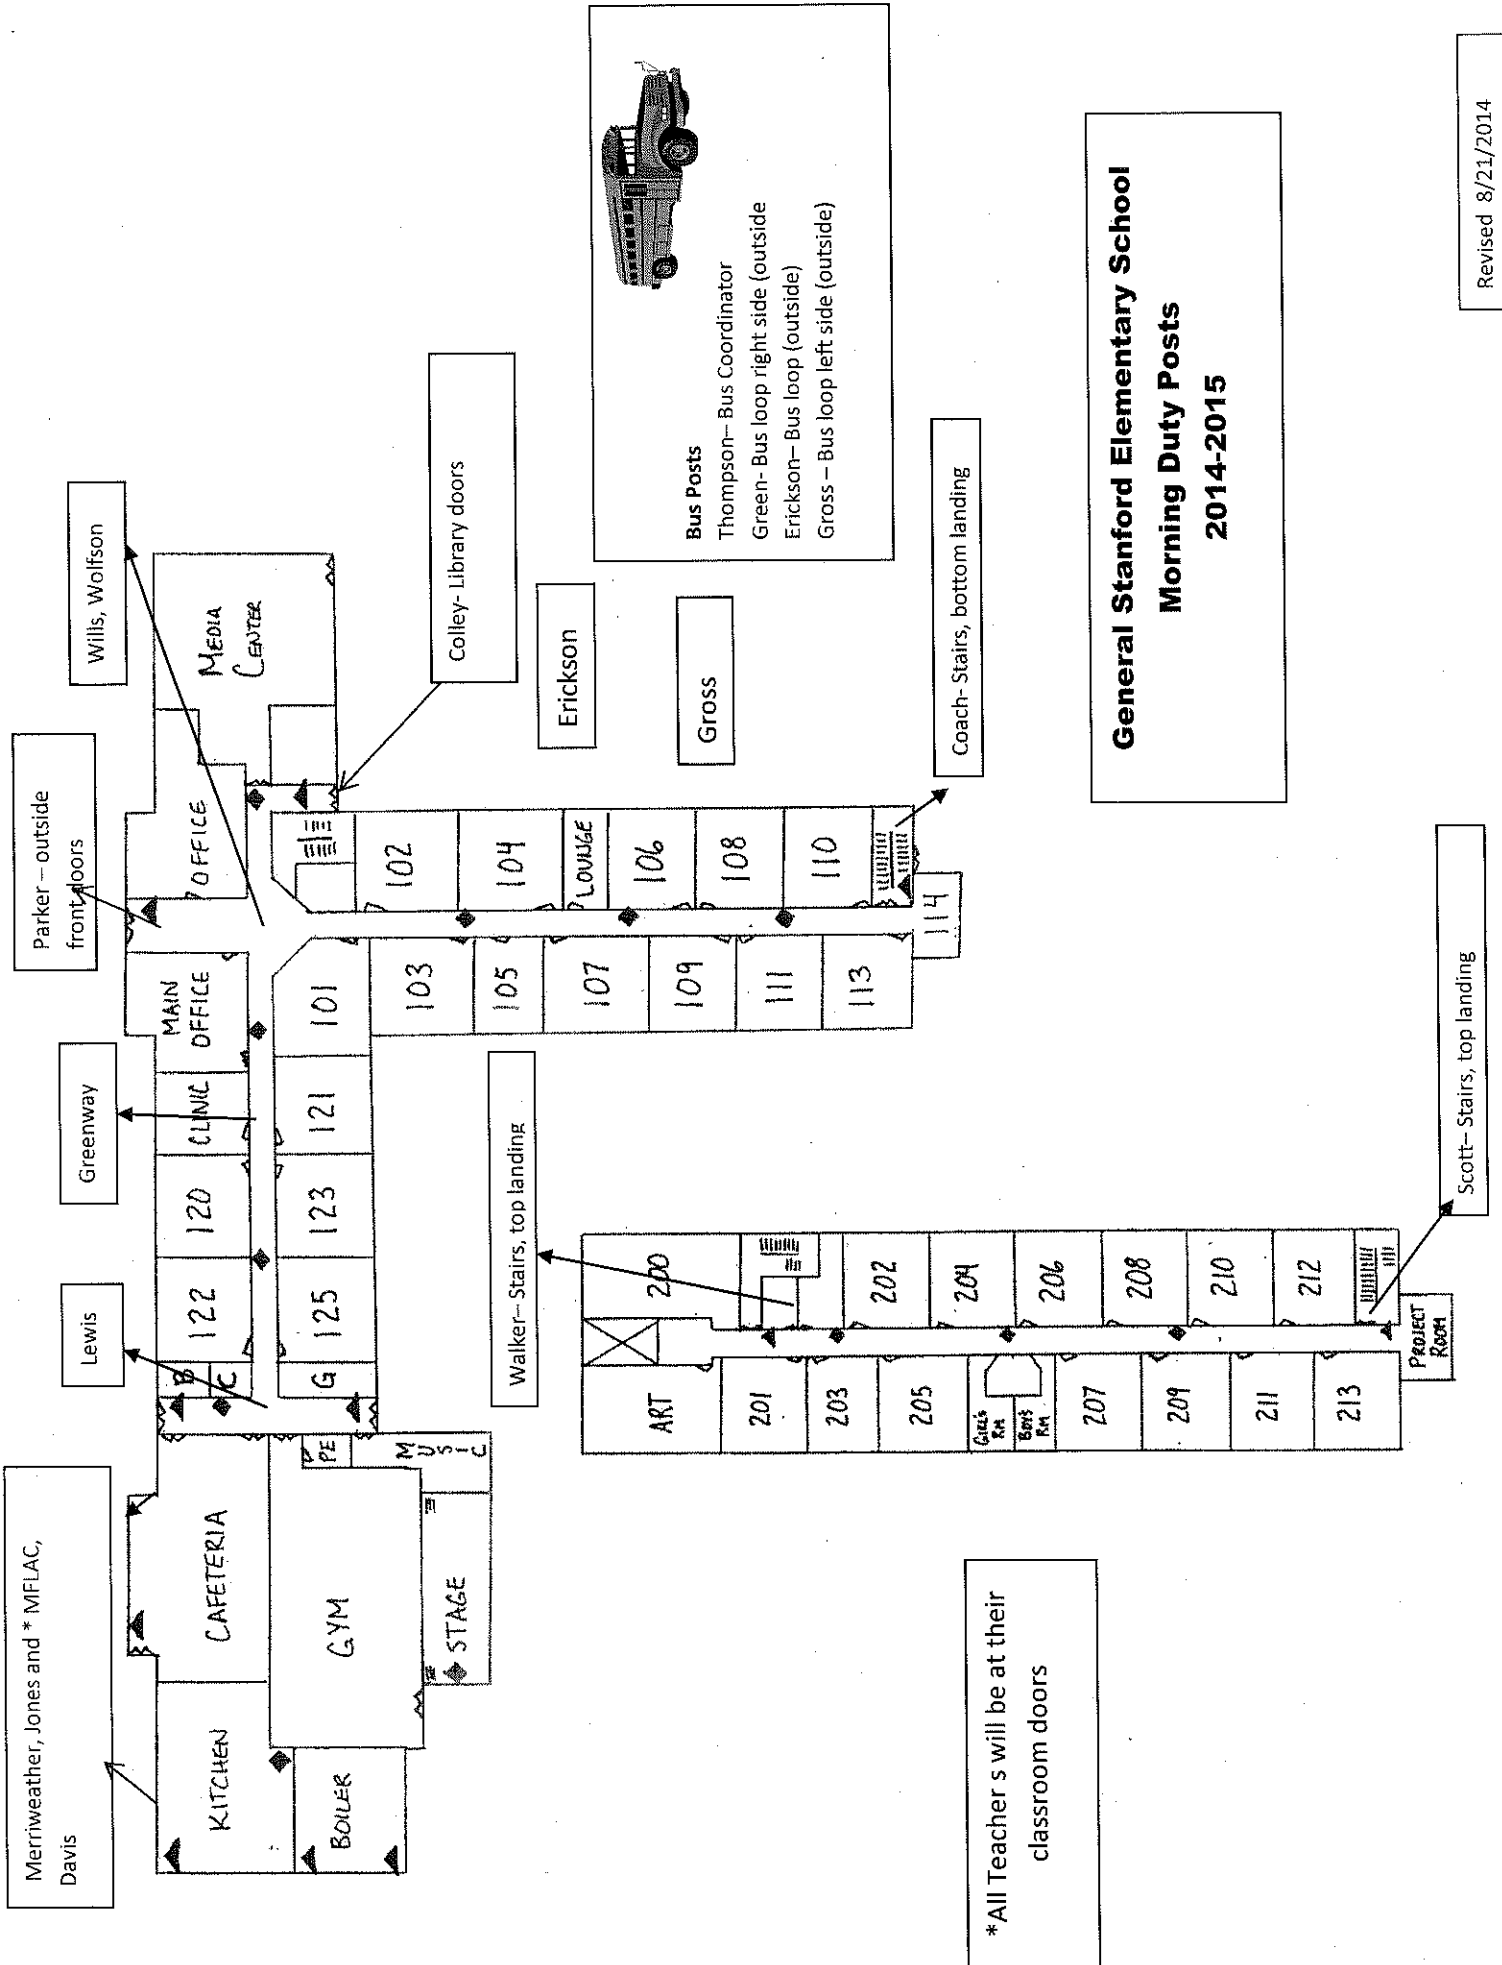 Merriweather, Jones and * MFLAC,
Davis
Lewis
Greenway
Parker – outside
front doors
Wills, Wolfson
KITCHEN
CAFETERIA
B
C
122
120
CLINIC
MAIN
OFFICE
OFFICE
MEDIA
CENTER
BOILER
GYM
PE
MUSIC
STAGE
G
125
123
121
101
102
103
104
105
LOUNGE
107
106
109
108
111
110
113
114
Colley- Library doors
Erickson
Gross
Coach- Stairs, bottom landing
Bus Posts
Thompson– Bus Coordinator
Green- Bus loop right side (outside
Erickson– Bus loop (outside)
Gross – Bus loop left side (outside)
Walker– Stairs, top landing
ART
200
201
203
202
205
204
GIRL'S
RM
BOY'S
RM
206
207
208
209
210
211
212
213
PROJECT
ROOM
Scott– Stairs, top landing
*All Teacher s will be at their
classroom doors
General Stanford Elementary School
Morning Duty Posts
2014-2015
Revised 8/21/2014